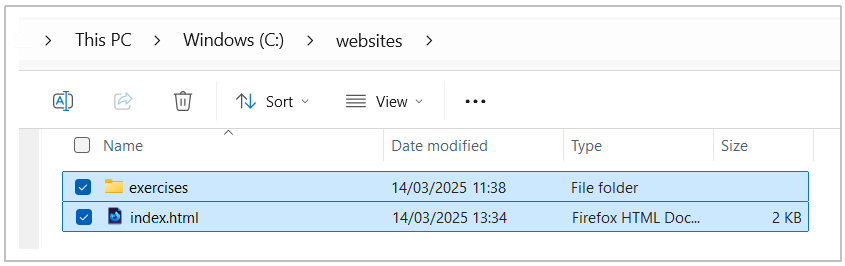 This PC Windows (C:) websites
Sort View
Name Date modified Type Size
exercises 14/03/2025 11:38 File folder
index.html 14/03/2025 13:34 Firefox HTML Doc... 2 KB